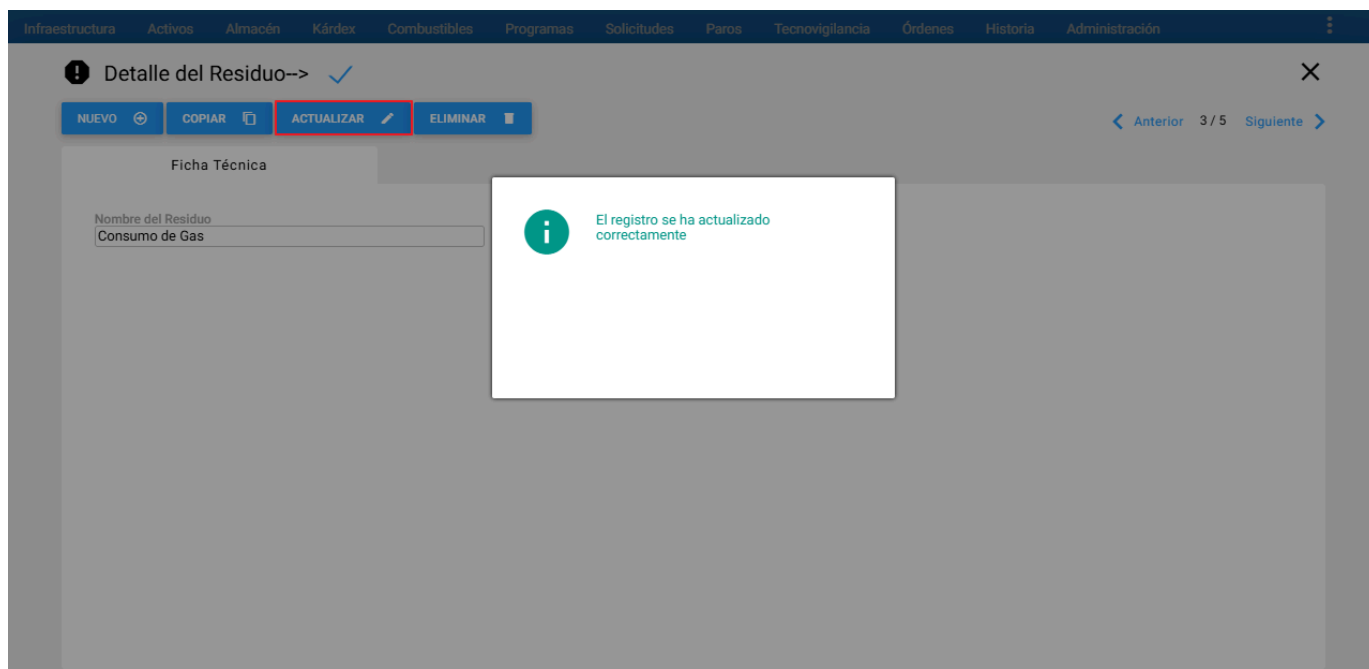 Infraestructura Activos Almacén Kárdex Combustibles Programas Solicitudes Paros Tecnovigilancia Órdenes Historia Administración
Detalle del Residuo-->
NUEVO COPIAR ACTUALIZAR ELIMINAR
Anterior 3 / 5 Siguiente
Ficha Técnica
Nombre del Residuo
Consumo de Gas
El registro se ha actualizado
correctamente